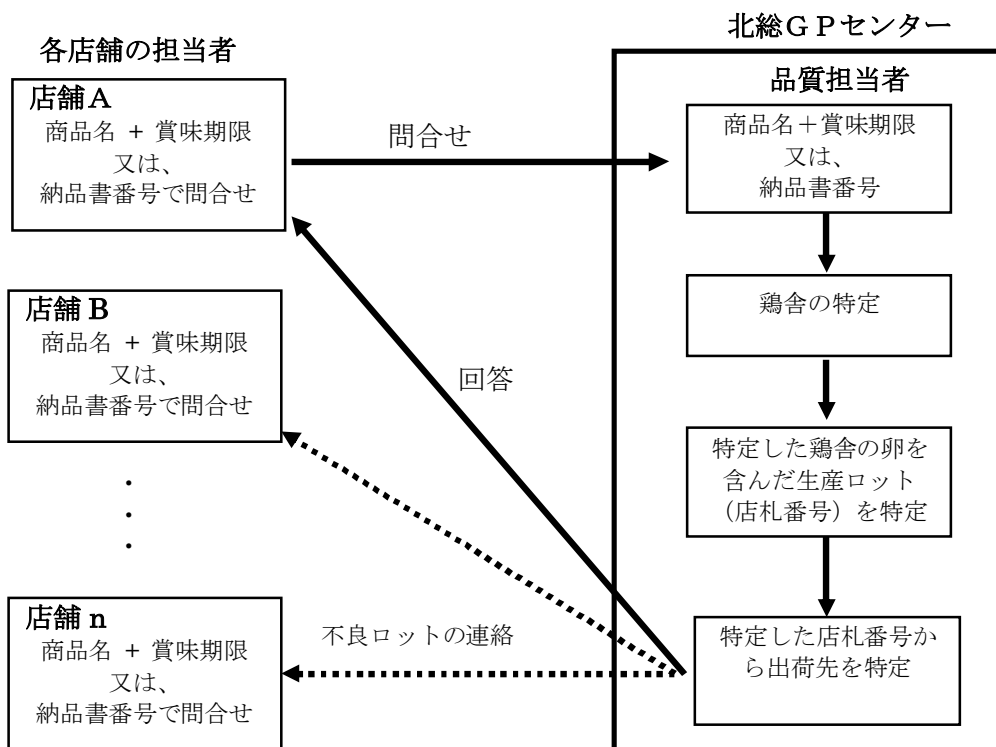 北総ＧＰセンター
各店舗の担当者
品質担当者
店舗Ａ
商品名 + 賞味期限
又は、
納品書番号で問合せ
問合せ
商品名＋賞味期限
又は、
納品書番号
鶏舎の特定
店舗Ｂ
商品名 + 賞味期限
又は、
納品書番号で問合せ
回答
特定した鶏舎の卵を
含んだ生産ロット
（店札番号）を特定
・
・
・
店舗 n
商品名 + 賞味期限
又は、
納品書番号で問合せ
不良ロットの連絡
特定した店札番号か
ら出荷先を特定